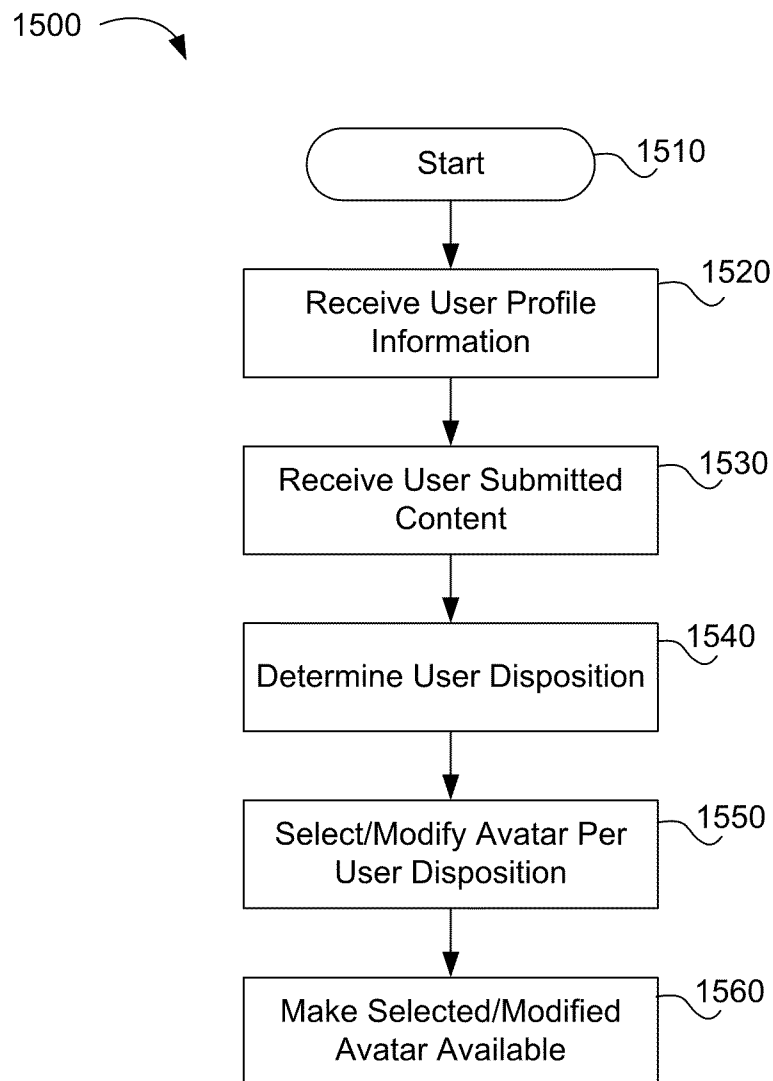 1500
Start
1510
Receive User Profile
Information
1520
Receive User Submitted
Content
1530
Determine User Disposition
1540
Select/Modify Avatar Per
User Disposition
1550
Make Selected/Modified
Avatar Available
1560